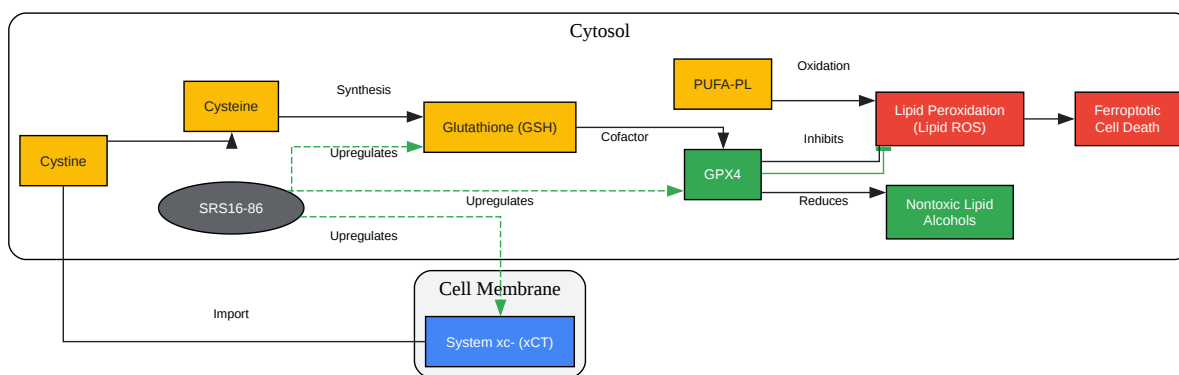 Cytosol
Oxidation
PUFA-PL
Cysteine
Synthesis
Glutathione (GSH)
Cofactor
Lipid Peroxidation
(Lipid ROS)
Ferroptotic
Cell Death
Inhibits
Cystine
Upregulates
GPX4
SRS16-86
Upregulates
Reduces
Nontoxic Lipid
Alcohols
Upregulates
Cell Membrane
Import
System xc- (xCT)